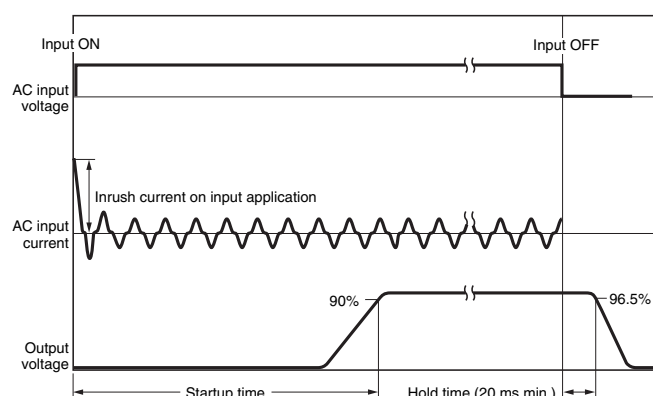 Input ON
Input OFF
AC input
voltage
Inrush current on input application
AC input
current
90%
96.5%
Output
voltage
Startup time
Hold time (20 ms min.)